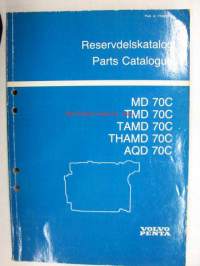 Reservdelskatalog
Parts Catalogue
MD 70C
TMD 70C
TAMD 70C
THAMD 70C
AQD 70C
VOLVO
PENTA